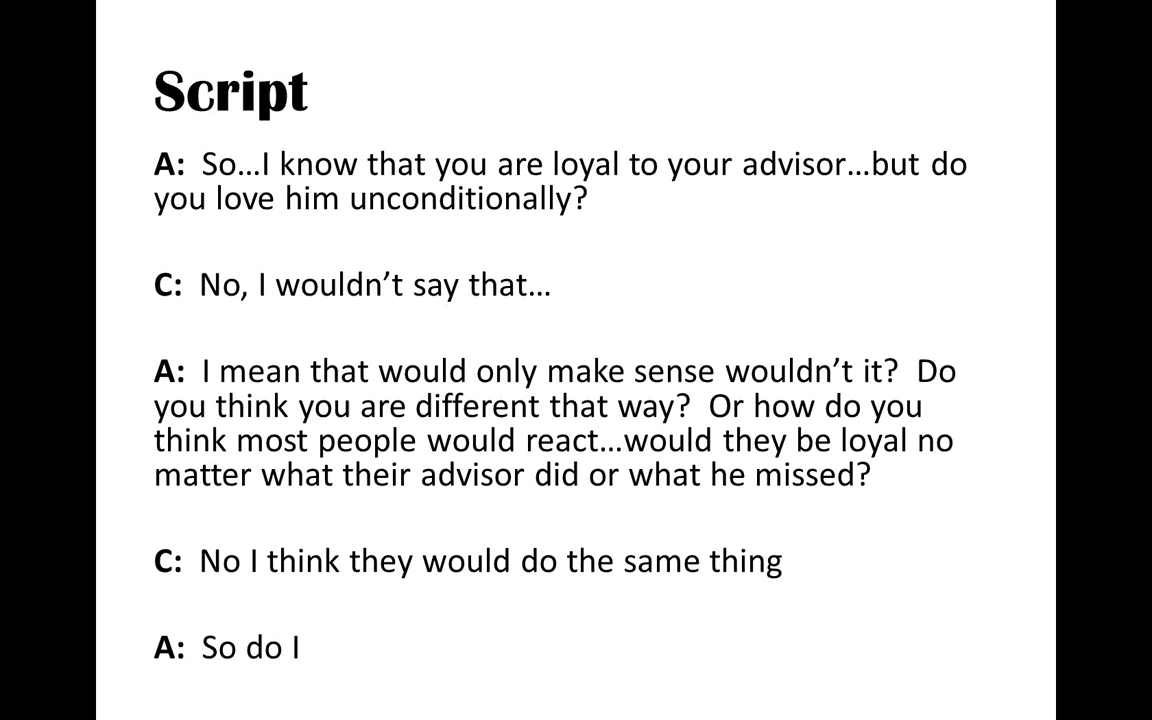 Script
A:  So...I know that you are loyal to your advisor...but do
you love him unconditionally?
C:  No, I wouldn’t say that...
A:  I mean that would only make sense wouldn’t it?  Do
you think you are different that way?  Or how do you
think most people would react...would they be loyal no
matter what their advisor did or what he missed?
C:  No I think they would do the same thing
A:  So do I